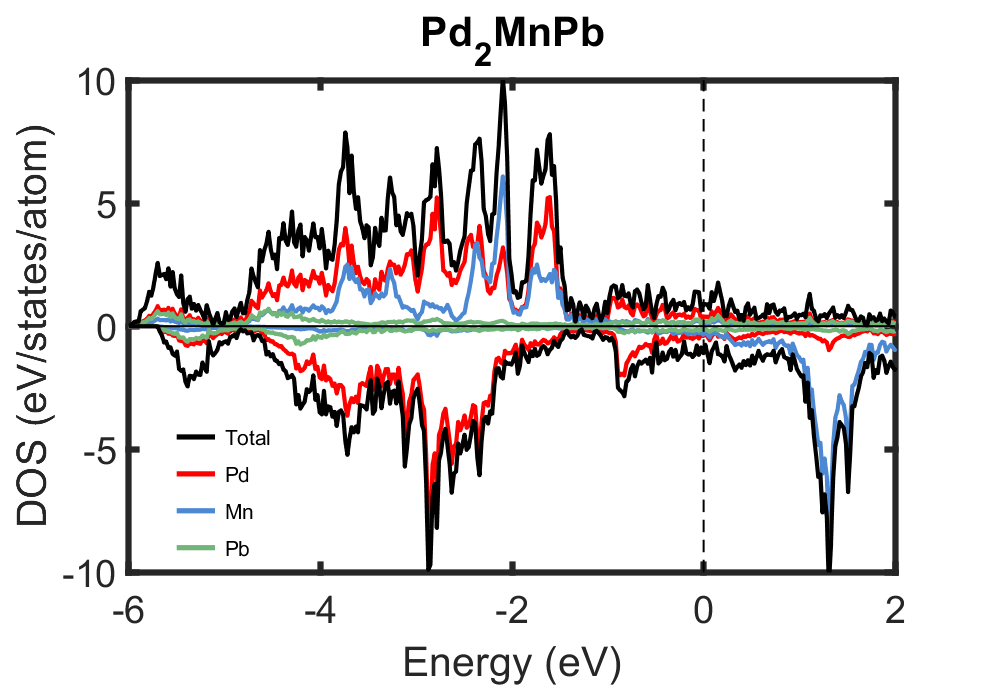 Pd₂MnPb
10
5
0
-5
-10
DOS (eV/states/atom)
Total
Pd
Mn
Pb
-6
-4
-2
0
2
Energy (eV)